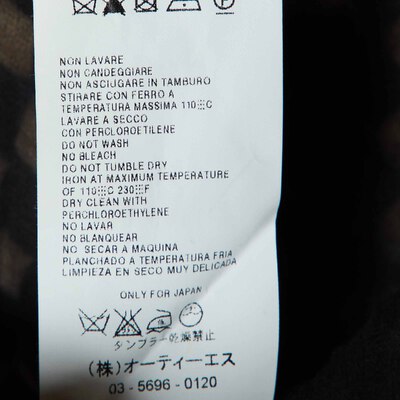 NON LAVARE
NON CANDEGGIARE
NON ASCIUGARE IN TAMBURO
STIRARE CON FERRO A
TEMPERATURA MASSIMA 110░C
LAVARE A SECCO
CON PERCLOROETILENE
DO NOT WASH
NO BLEACH
DO NOT TUMBLE DRY
IRON AT MAXIMUM TEMPERATURE
OF 110░C 230░F
DRY CLEAN WITH
PERCHLOROETHYLENE
NO LAVAR
NO BLANQUEAR
NO SECAR A MAQUINA
PLANCHADO A TEMPERATURA FRIA
LIMPIEZA EN SECO MUY DELICADA
ONLY FOR JAPAN
タンブラー乾燥禁止
(株)オーティーエス
03-5696-0120